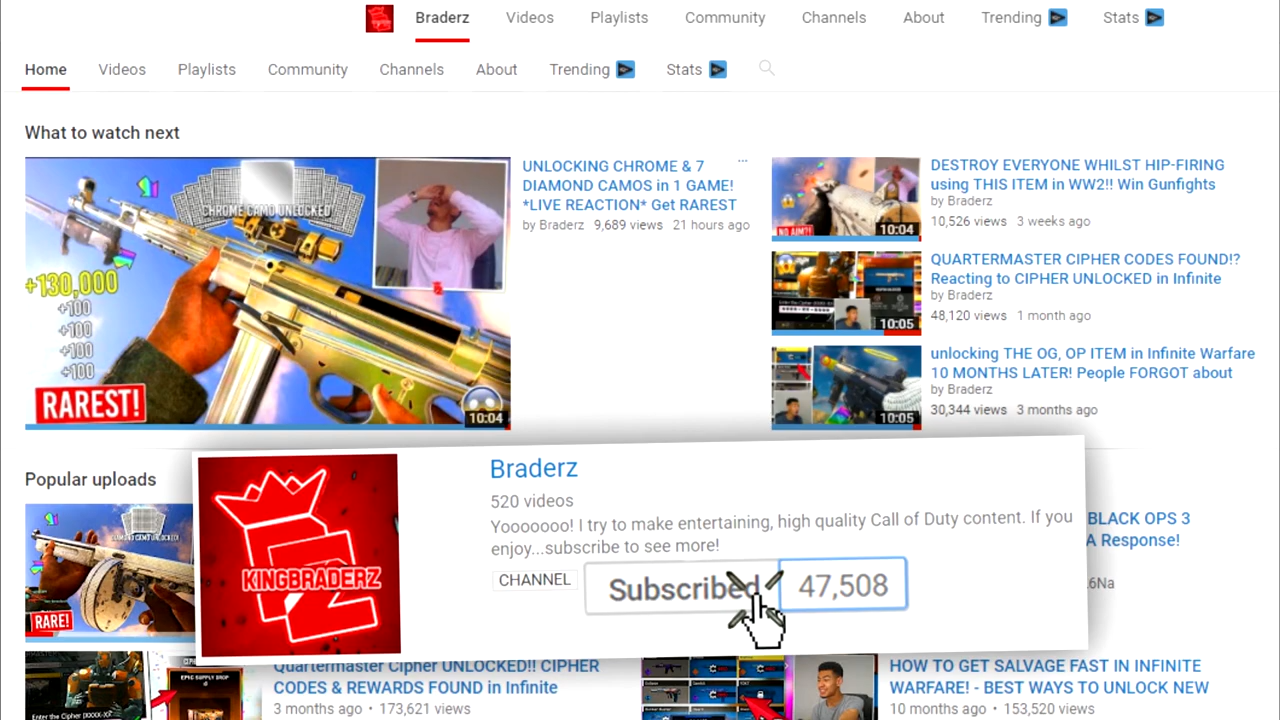 Braderz Videos Playlists Community Channels About Trending Stats
Home Videos Playlists Community Channels About Trending Stats
What to watch next
CHROME CAMO UNLOCKED!
+130,000
+100
+100
+100
+100
RAREST!
10:04
UNLOCKING CHROME & 7
DIAMOND CAMOS in 1 GAME!
*LIVE REACTION* Get RAREST
by Braderz 9,689 views 21 hours ago
NO AIM?!
10:04
DESTROY EVERYONE WHILST HIP-FIRING
using THIS ITEM in WW2!! Win Gunfights
by Braderz
10,526 views 3 weeks ago
10:05
QUARTERMASTER CIPHER CODES FOUND!?
Reacting to CIPHER UNLOCKED in Infinite
by Braderz
48,120 views 1 month ago
10:05
unlocking THE OG, OP ITEM in Infinite Warfare
10 MONTHS LATER! People FORGOT about
by Braderz
30,344 views 3 months ago
Popular uploads
DIAMOND CAMO UNLOCKED!
RARE!
KINGBRADERZ
Braderz
520 videos
Yooooooo! I try to make entertaining, high quality Call of Duty content. If you
enjoy...subscribe to see more!
CHANNEL Subscribed 47,508
BLACK OPS 3
A Response!
.6Na
EPIC SUPPLY DROP
Quartermaster Cipher UNLOCKED!! CIPHER
CODES & REWARDS FOUND in Infinite
3 months ago • 173,621 views
HOW TO GET SALVAGE FAST IN INFINITE
WARFARE! - BEST WAYS TO UNLOCK NEW
10 months ago • 153,520 views